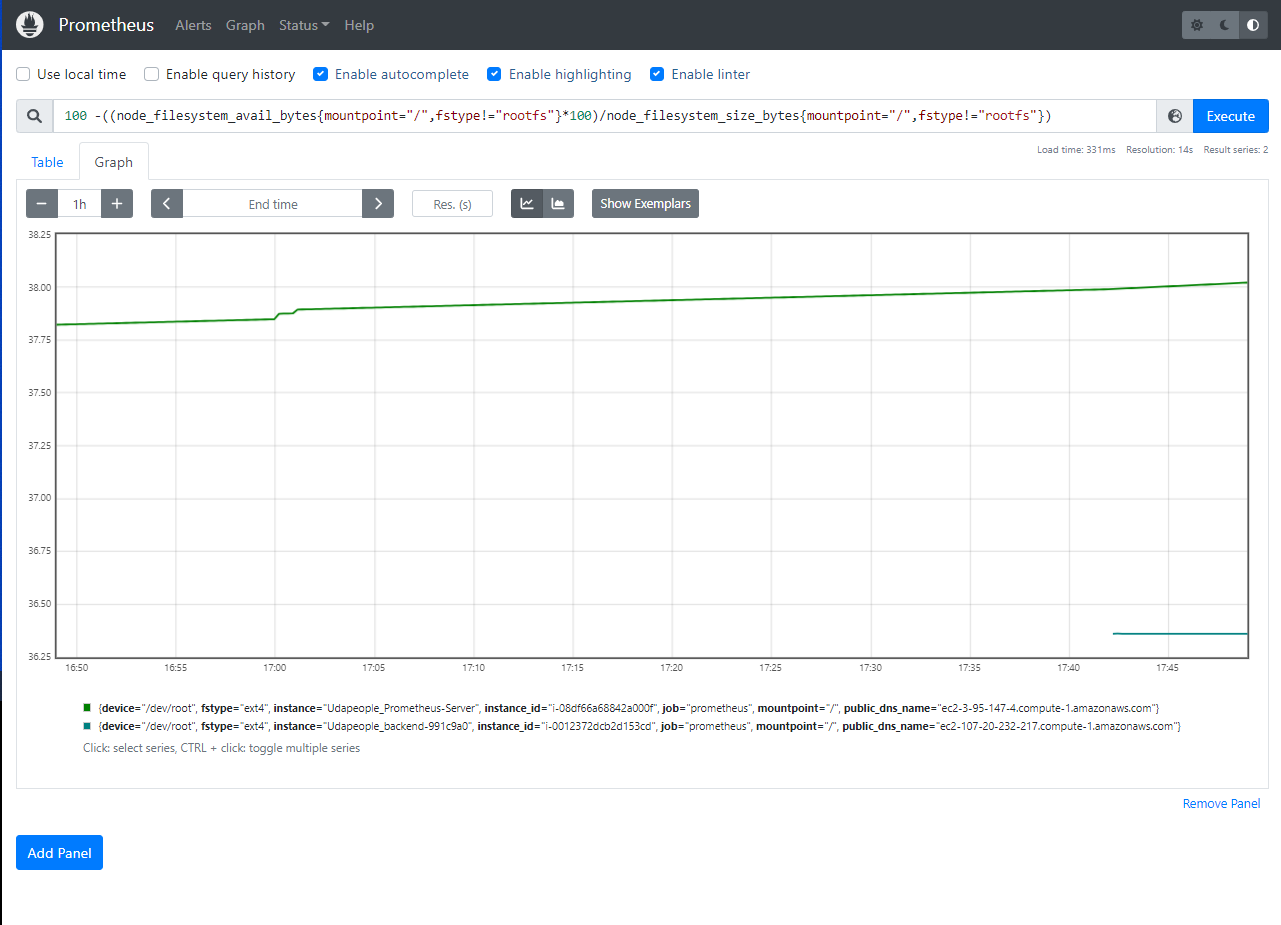 Prometheus Alerts Graph Status Help
Use local time Enable query history Enable autocomplete Enable highlighting Enable linter
100 -((node_filesystem_avail_bytes{mountpoint="/",fstype!="rootfs"}*100)/node_filesystem_size_bytes{mountpoint="/",fstype!="rootfs"})
Execute
Load time: 331ms Resolution: 14s Result series: 2
Table Graph
1h End time Res. (s) Show Exemplars
38.25
38.00
37.75
37.50
37.25
37.00
36.75
36.50
36.25
16:50 16:55 17:00 17:05 17:10 17:15 17:20 17:25 17:30 17:35 17:40 17:45
{device="/dev/root", fstype="ext4", instance="Udapeople_Prometheus-Server", instance_id="i-08df66a68842a000f", job="prometheus", mountpoint="/", public_dns_name="ec2-3-95-147-4.compute-1.amazonaws.com"}
{device="/dev/root", fstype="ext4", instance="Udapeople_backend-991c9a0", instance_id="i-0012372dcb2d153cd", job="prometheus", mountpoint="/", public_dns_name="ec2-107-20-232-217.compute-1.amazonaws.com"}
Click: select series, CTRL + click: toggle multiple series
Remove Panel
Add Panel